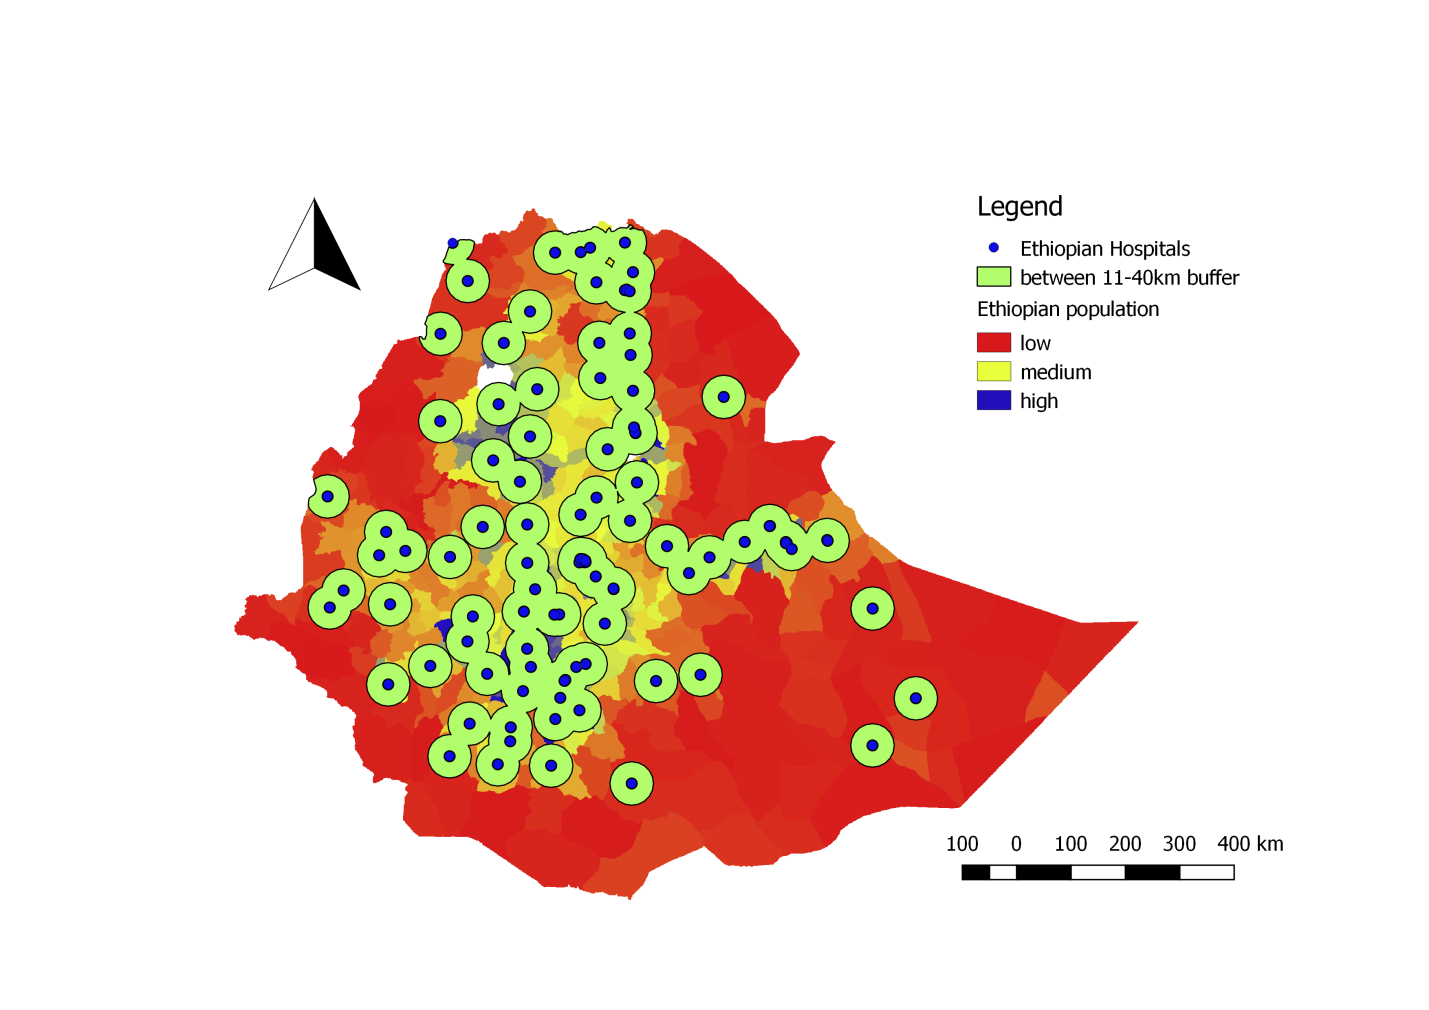 Legend
Ethiopian Hospitals
between 11-40km buffer
Ethiopian population
low
medium
high
100 0 100 200 300 400 km